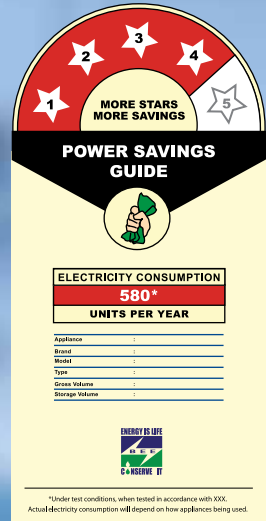 1
2
3
4
5
MORE STARS
MORE SAVINGS
POWER SAVINGS
GUIDE
ELECTRICITY CONSUMPTION
580*
UNITS PER YEAR
Appliance :
Brand :
Model :
Type :
Gross Volume :
Storage Volume :
ENERGY IS LIFE
BEE
CONSERVE IT
*Under test conditions, when tested in accordance with XXX.
Actual electricity consumption will depend on how appliances being used.